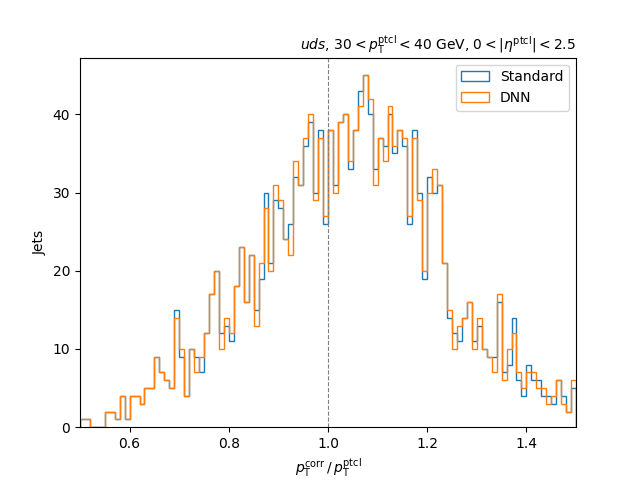 uds, 30 < p_T^ptcl < 40 GeV, 0 < |η^ptcl| < 2.5
Standard
DNN
40
30
20
10
0
Jets
0.6 0.8 1.0 1.2 1.4
p_T^corr / p_T^ptcl